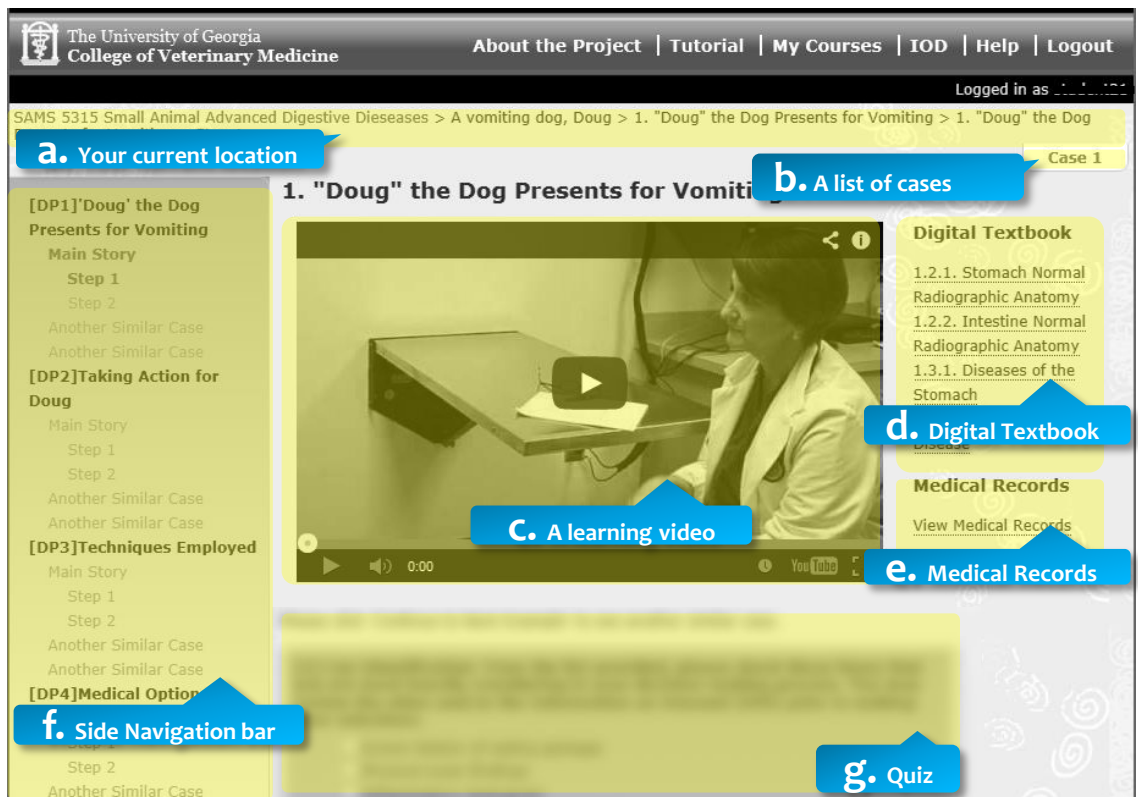 The University of Georgia
College of Veterinary Medicine
About the Project | Tutorial | My Courses | IOD | Help | Logout
Logged in as
SAMS 5315 Small Animal Advanced Digestive Dieseases > A vomiting dog, Doug > 1. "Doug" the Dog Presents for Vomiting > 1. "Doug" the Dog
a. Your current location
Case 1
b. A list of cases
1. "Doug" the Dog Presents for
[DP1]'Doug' the Dog
Presents for Vomiting
Main Story
Step 1
Step 2
Another Similar Case
Another Similar Case
[DP2]Taking Action for
Doug
Main Story
Step 1
Step 2
Another Similar Case
Another Similar Case
[DP3]Techniques Employed
Main Story
Step 1
Step 2
Another Similar Case
Another Similar Case
[DP4]Medical Option
f. Side Navigation bar
Step 1
Step 2
Another Similar Case
c. A learning video
0:00
YouTube
Digital Textbook
1.2.1. Stomach Normal
Radiographic Anatomy
1.2.2. Intestine Normal
Radiographic Anatomy
1.3.1. Diseases of the
Stomach
d. Digital Textbook
Disease
Medical Records
View Medical Records
e. Medical Records
g. Quiz